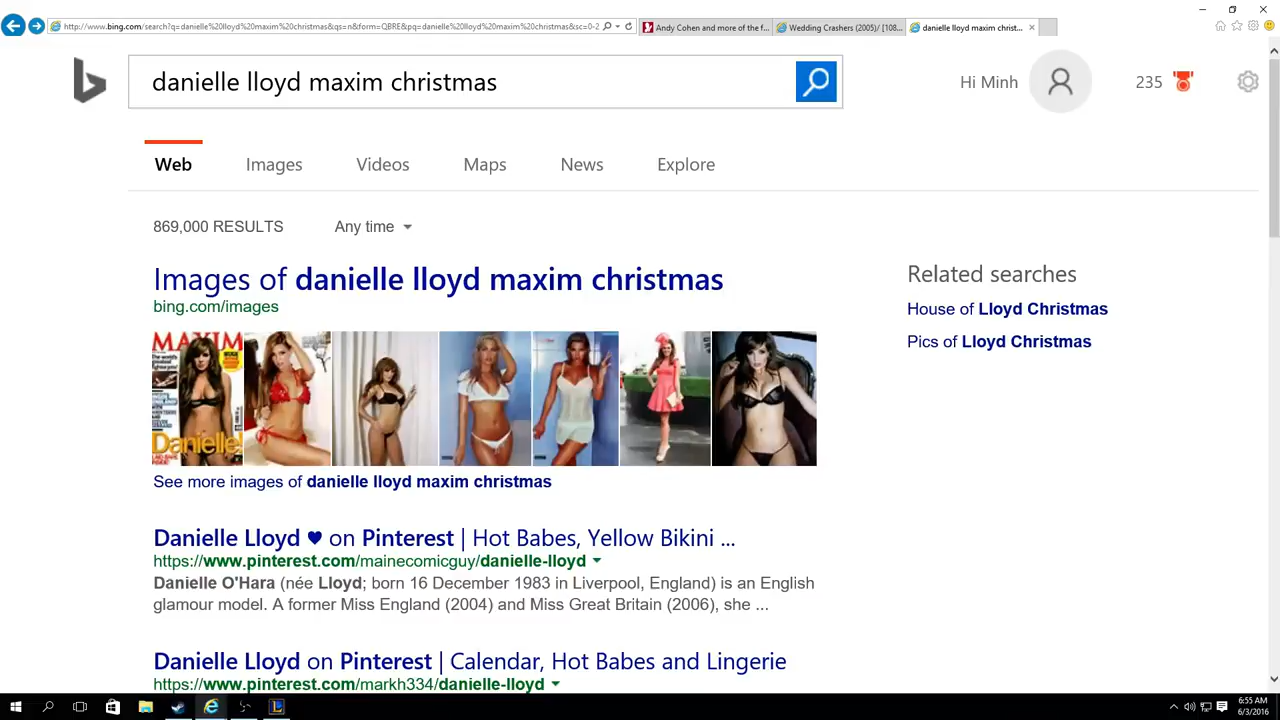 http://www.bing.com/search?q=danielle%20lloyd%20maxim%20christmas&qs=n&form=QBRE&pq=danielle%20lloyd%20maxim%20christmas&sc=0-2
Andy Cohen and more of the f...
Wedding Crashers (2005)/ [108...
danielle lloyd maxim christ...
danielle lloyd maxim christmas
Hi Minh
235
Web
Images
Videos
Maps
News
Explore
869,000 RESULTS
Any time
Images of danielle lloyd maxim christmas
bing.com/images
MAXIM
Danielle!
See more images of danielle lloyd maxim christmas
Danielle Lloyd ♥ on Pinterest | Hot Babes, Yellow Bikini ...
https://www.pinterest.com/mainecomicguy/danielle-lloyd
Danielle O'Hara (née Lloyd; born 16 December 1983 in Liverpool, England) is an English
glamour model. A former Miss England (2004) and Miss Great Britain (2006), she ...
Danielle Lloyd on Pinterest | Calendar, Hot Babes and Lingerie
https://www.pinterest.com/markh334/danielle-lloyd
Related searches
House of Lloyd Christmas
Pics of Lloyd Christmas
6:55 AM
6/3/2016